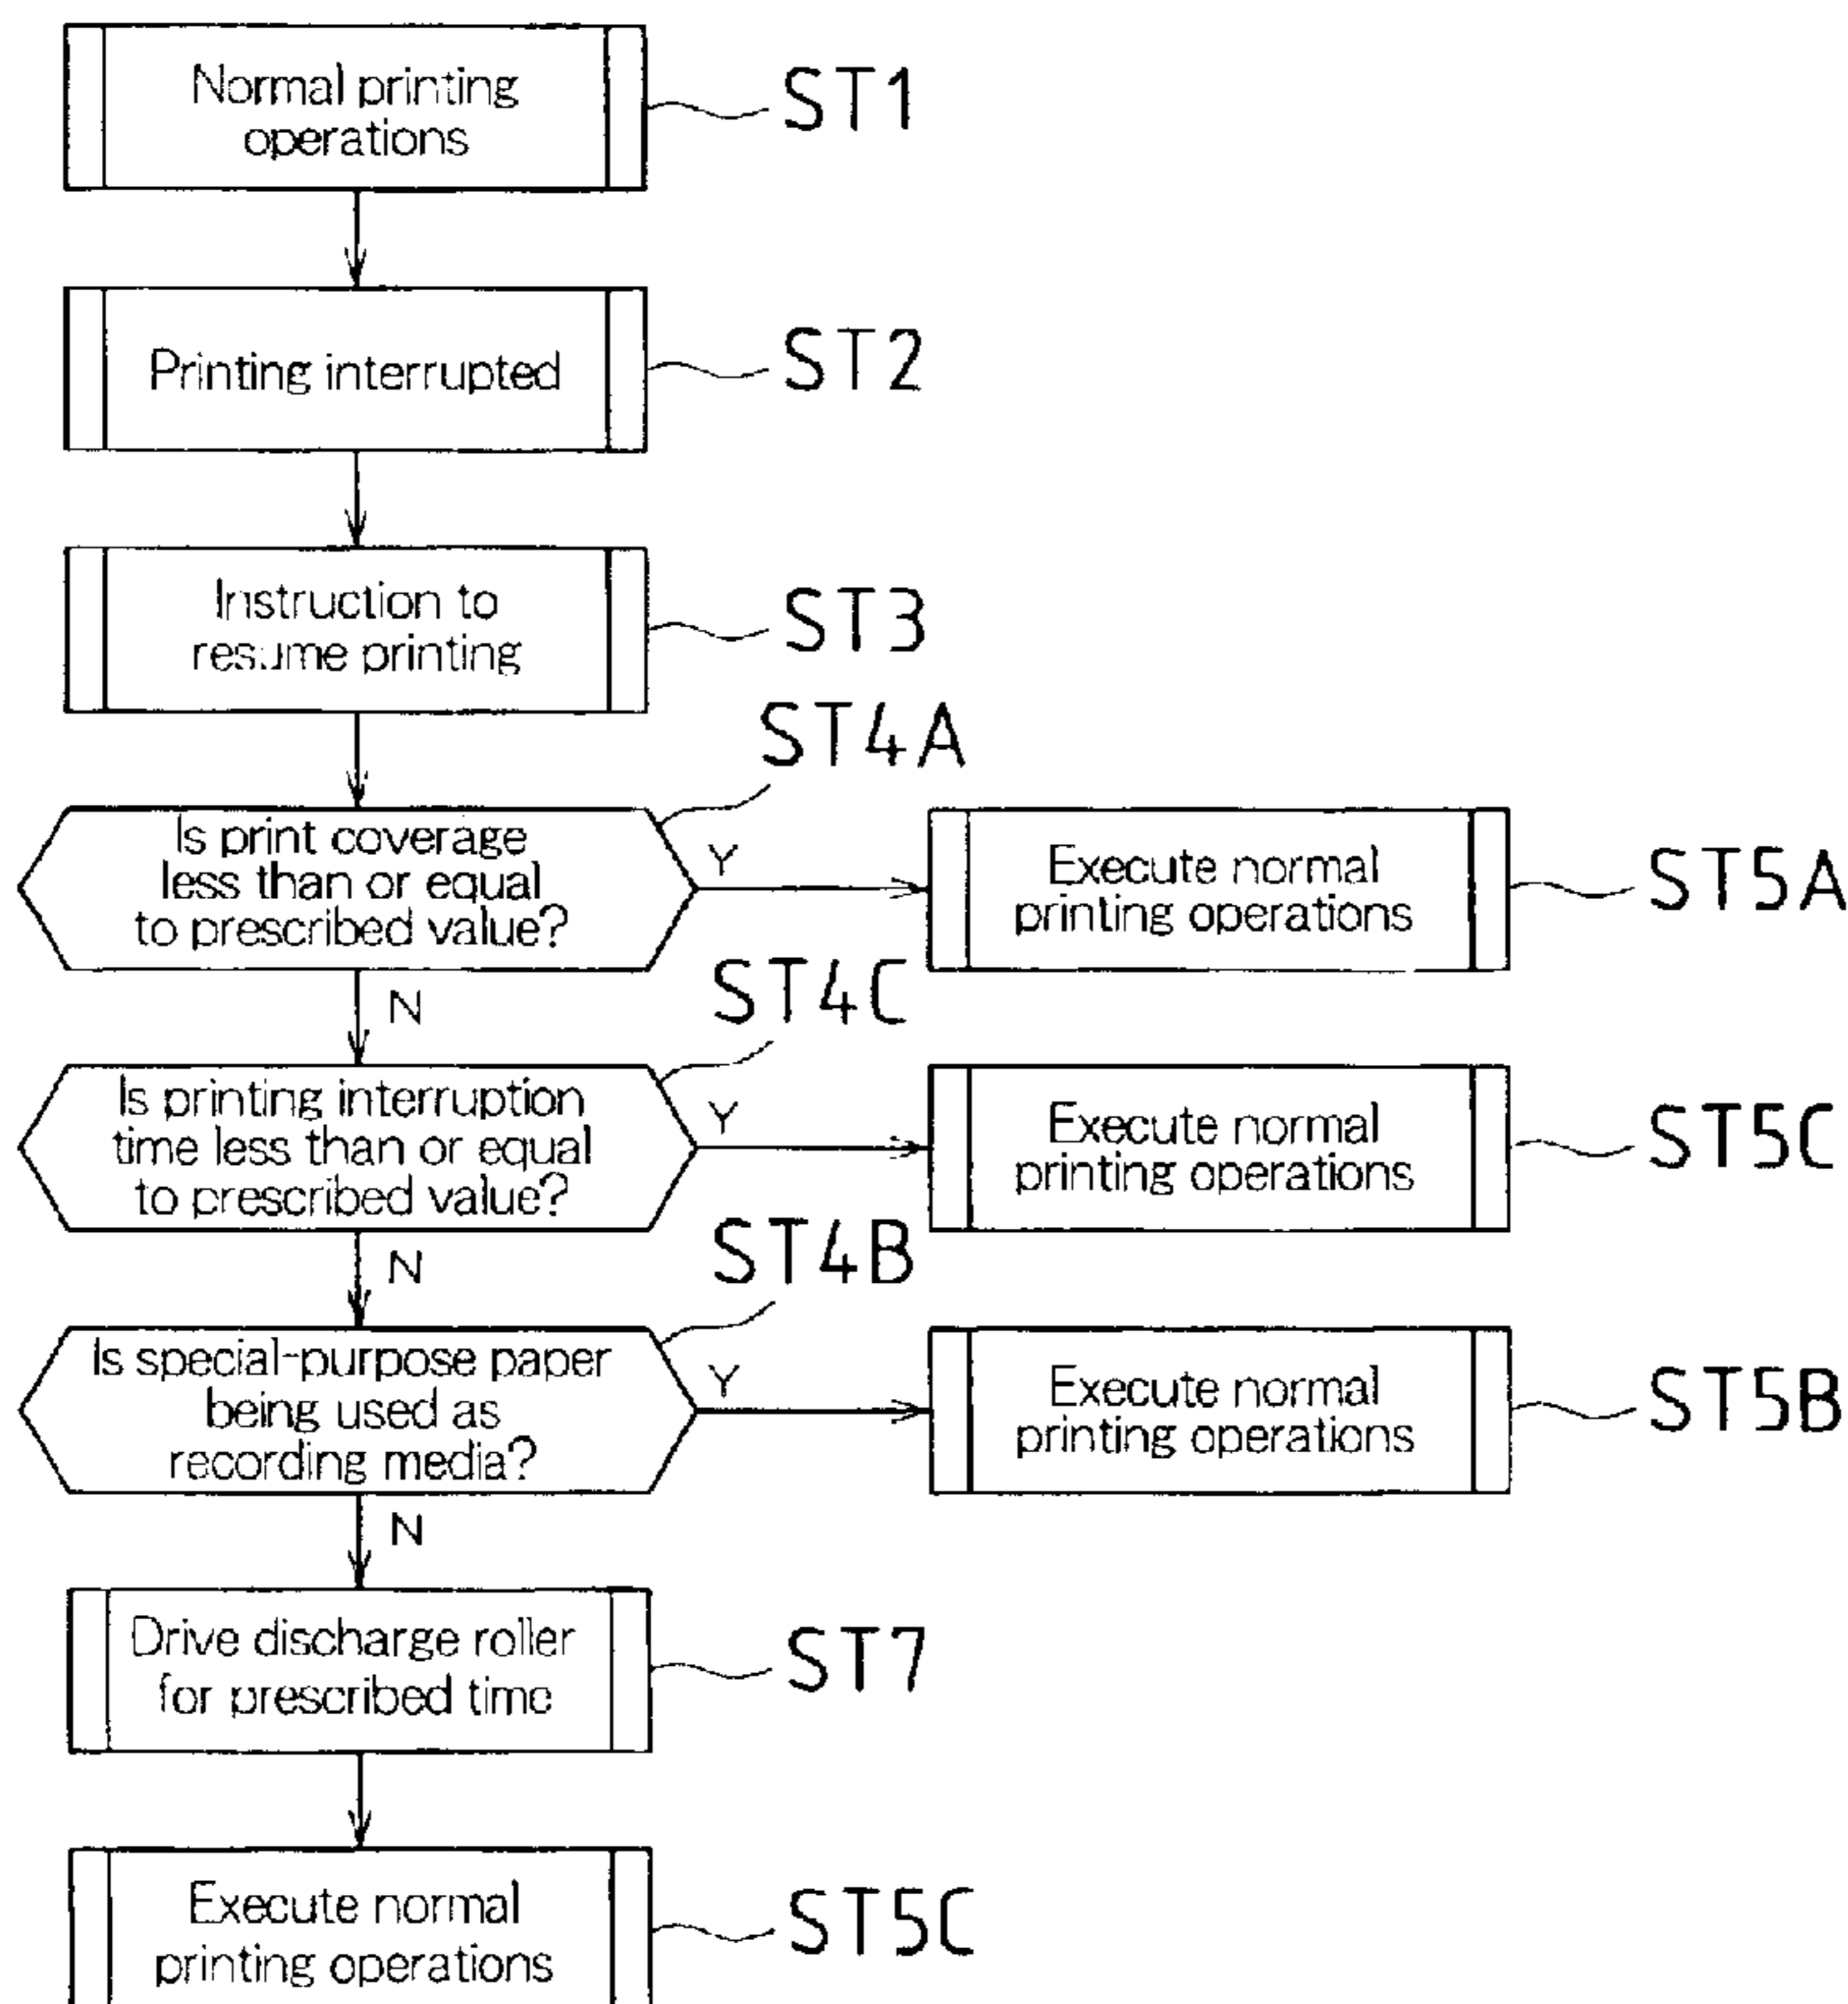 Normal printing
operations
ST1
Printing interrupted
ST2
Instruction to
resume printing
ST3
ST4A
Is print coverage
less than or equal
to prescribed value?
Y
Execute normal
printing operations
ST5A
N
ST4C
Is printing interruption
time less than or equal
to prescribed value?
Y
Execute normal
printing operations
ST5C
N
ST4B
Is special-purpose paper
being used as
recording media?
Y
Execute normal
printing operations
ST5B
N
Drive discharge roller
for prescribed time
ST7
Execute normal
printing operations
ST5C